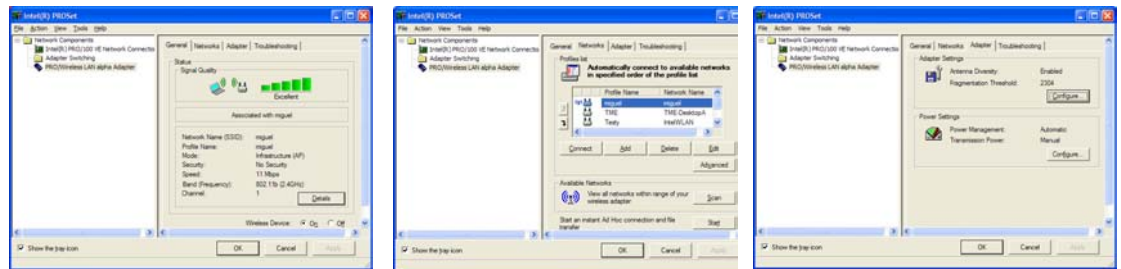 Intel(R) PROSet
File Action View Tools Help
Network Components
Intel(R) PRO/100 VE Network Connectio
Adapter Switching
PRO/Wireless LAN alpha Adapter
General Networks Adapter Troubleshooting
Status
Signal Quality
Excellent
Associated with miguel
Network Name (SSID): miguel
Profile Name: miguel
Mode: Infrastructure (AP)
Security: No Security
Speed: 11 Mbps
Band (Frequency): 802.11b (2.4GHz)
Channel: 1
Details
Wireless Device: On Off
Show the tray icon
OK Cancel Apply
Intel(R) PROSet
File Action View Tools Help
Network Components
Intel(R) PRO/100 VE Network Connectio
Adapter Switching
PRO/Wireless LAN alpha Adapter
General Networks Adapter Troubleshooting
Profiles list
Automatically connect to available networks
in specified order of the profile list
Profile Name Network Name
miguel miguel
TME TME-DesktopA
Testy IntelWLAN
Connect Add Delete Edit
Advanced
Available Networks
View all networks within range of your
wireless adapter. Scan
Start an instant Ad Hoc connection and file
transfer Start
Show the tray icon
OK Cancel Apply
Intel(R) PROSet
File Action View Tools Help
Network Components
Intel(R) PRO/100 VE Network Connectio
Adapter Switching
PRO/Wireless LAN alpha Adapter
General Networks Adapter Troubleshooting
Adapter Settings
Antenna Diversity: Enabled
Fragmentation Threshold: 2304
Configure...
Power Settings
Power Management: Automatic
Transmission Power: Manual
Configure...
Show the tray icon
OK Cancel Apply